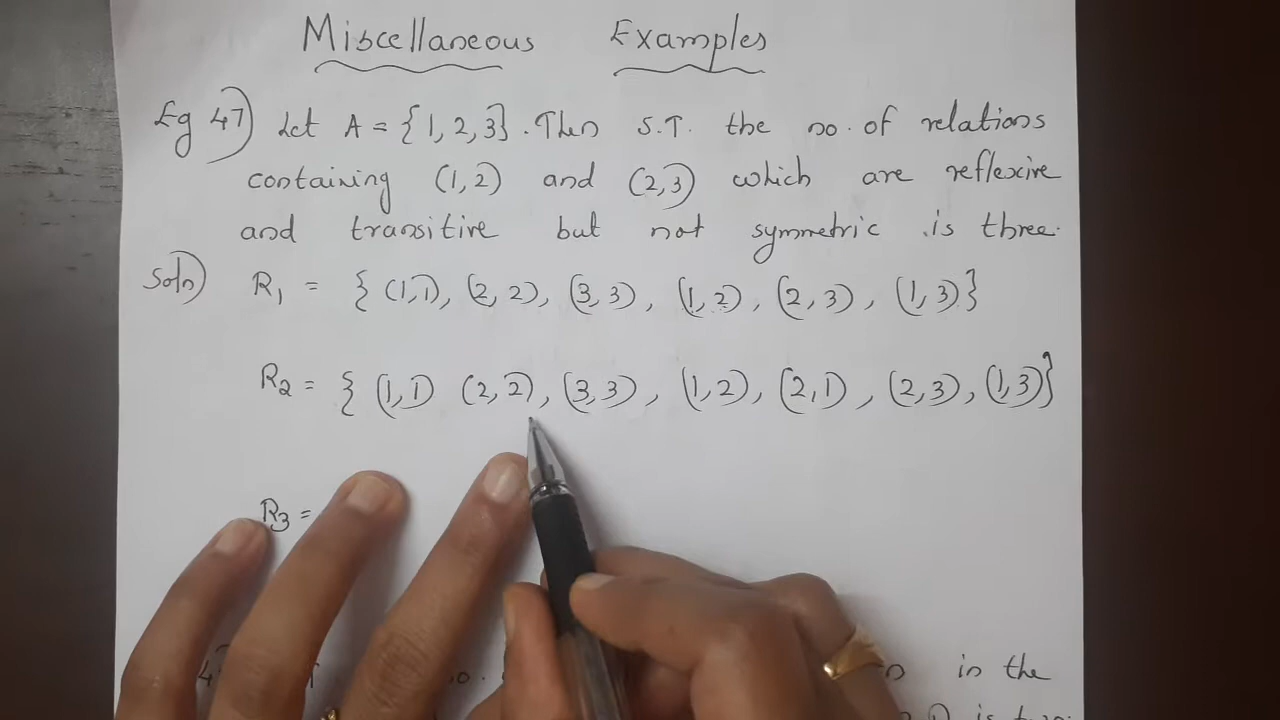 Miscellaneous Examples
Eg 47) Let A = {1, 2, 3}. Then S.T. the no. of relations
containing (1, 2) and (2, 3) which are reflexive
and transitive but not symmetric is three.
Soln) R1 = { (1, 1), (2, 2), (3, 3), (1, 2), (2, 3), (1, 3)}
R2 = { (1, 1) (2, 2), (3, 3), (1, 2), (2, 1), (2, 3), (1, 3)}
R3 =
in the
is